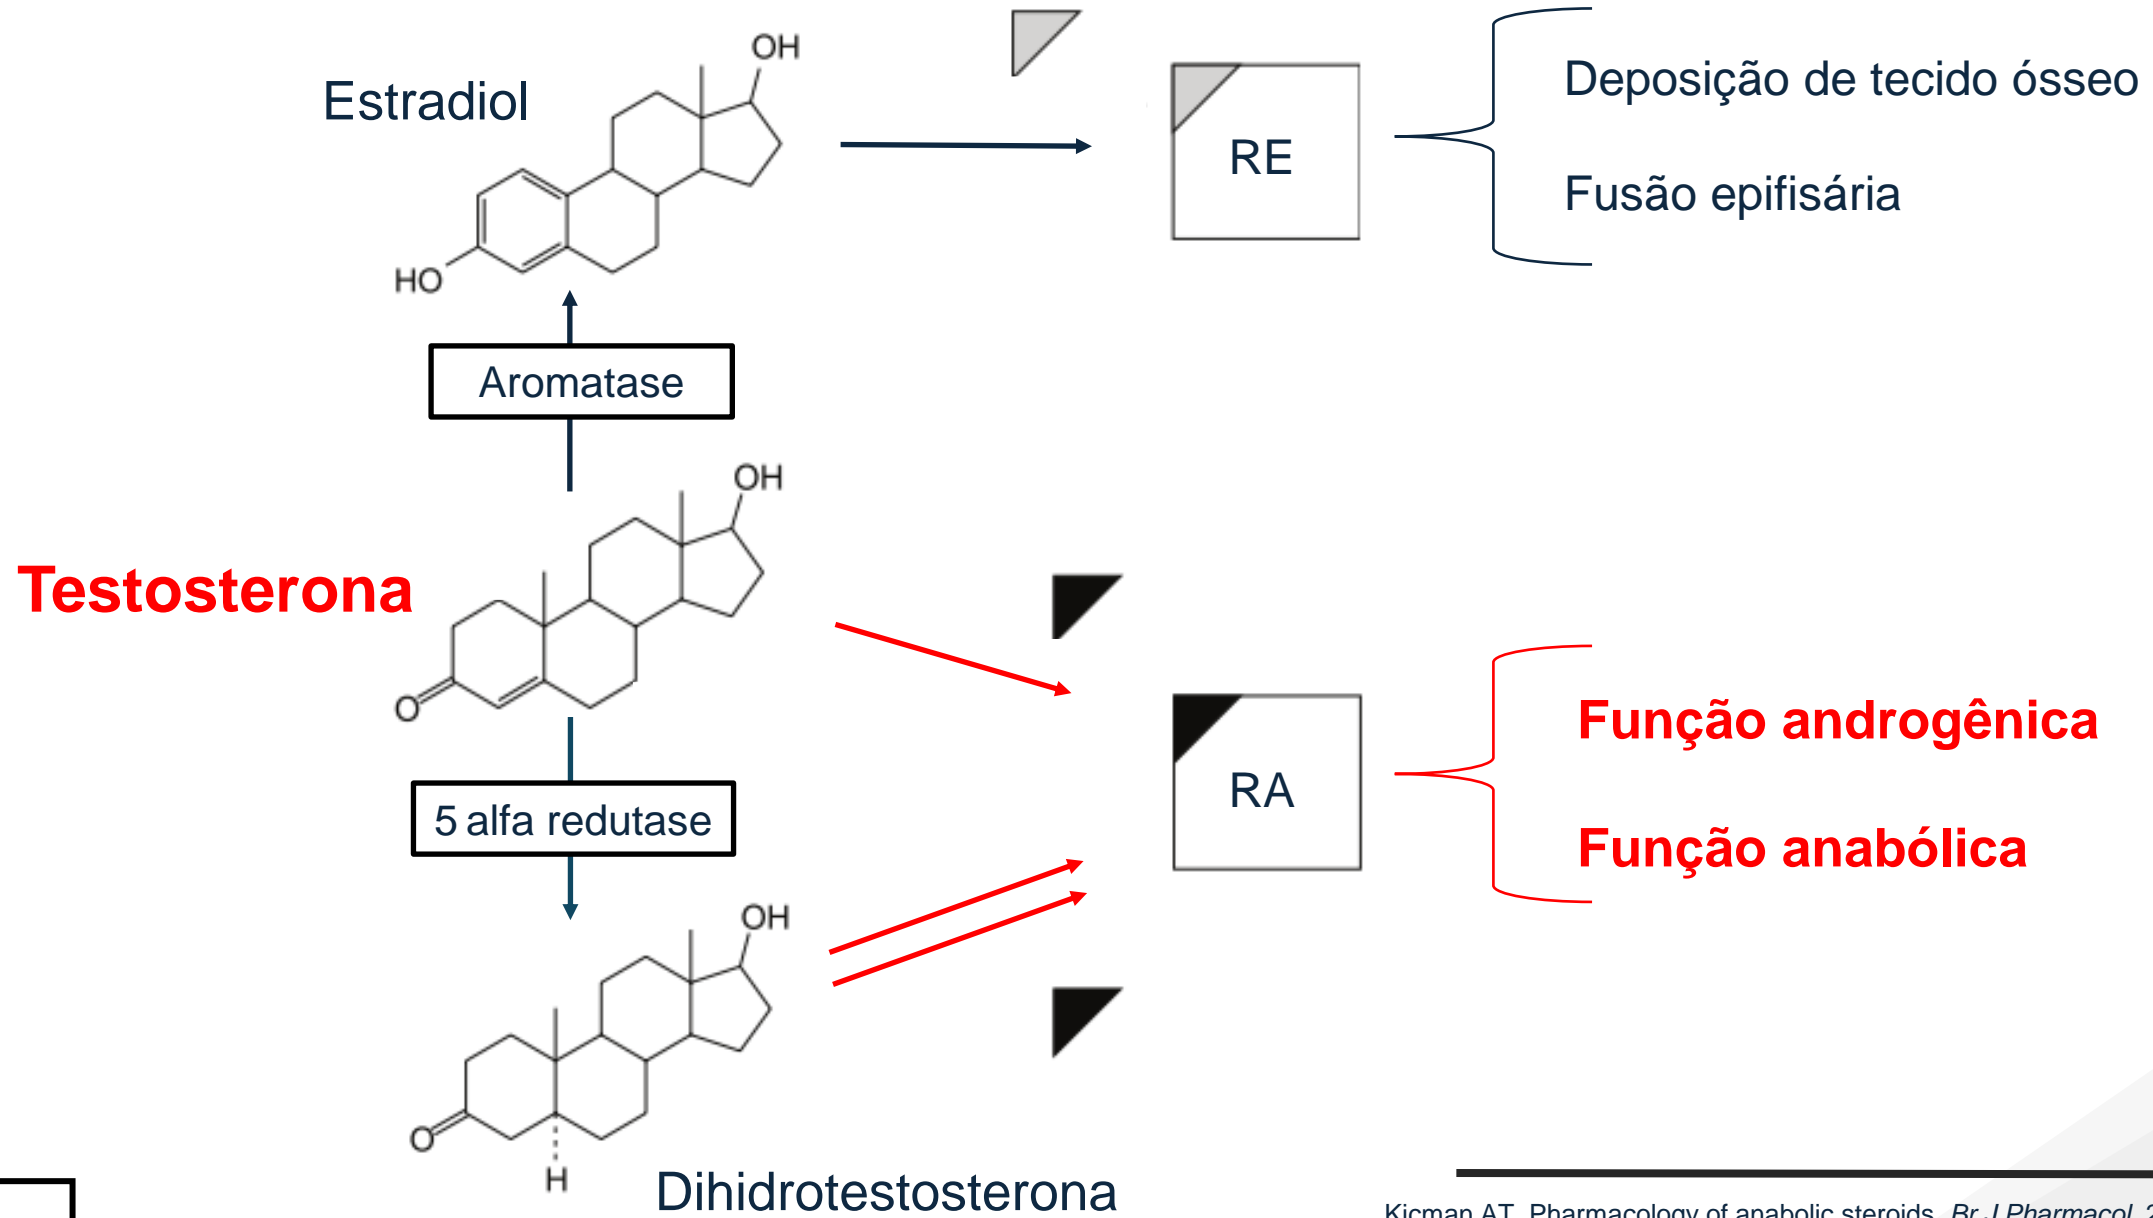 OH
Estradiol
Deposição de tecido ósseo
RE
Fusão epifisária
HO
Aromatase
OH
Testosterona
O
Função androgênica
RA
5 alfa redutase
Função anabólica
OH
O
H
Dihidrotestosterona
Kicman AT. Pharmacology of anabolic steroids. Br J Pharmacol.